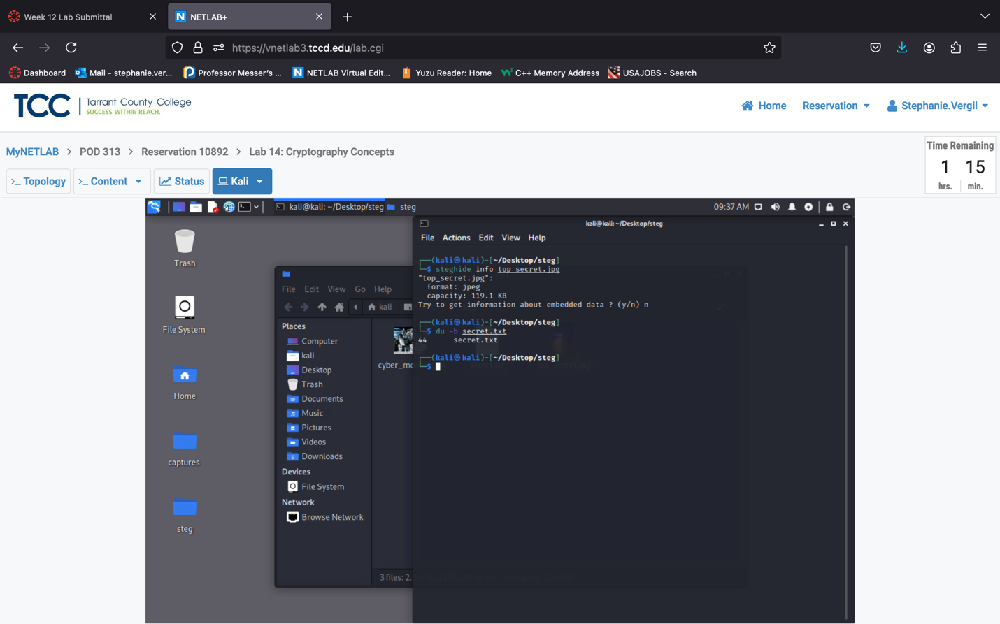 Week 12 Lab Submittal
NETLAB+
https://vnetlab3.tccd.edu/lab.cgi
Dashboard
Mail - stephanie.ver...
Professor Messer's ...
NETLAB Virtual Edit...
Yuzu Reader: Home
C++ Memory Address
USAJOBS - Search
TCC
Tarrant County College
SUCCESS WITHIN REACH.
Home
Reservation
Stephanie.Vergil
MyNETLAB > POD 313 > Reservation 10892 > Lab 14: Cryptography Concepts
Time Remaining
1 15
hrs. min.
>_ Topology
>_ Content
Status
Kali
kali@kali: ~/Desktop/steg
steg
09:37 AM
Trash
File System
Home
captures
steg
File Edit View Go Help
kali
Places
Computer
kali
Desktop
Trash
Documents
Music
Pictures
Videos
Downloads
Devices
File System
Network
Browse Network
cyber_mo
3 files: 2.
kali@kali: ~/Desktop/steg
File Actions Edit View Help
┌──(kali㉿kali)-[~/Desktop/steg]
└─$ steghide info top_secret.jpg
"top_secret.jpg":
format: jpeg
capacity: 119.1 KB
Try to get information about embedded data ? (y/n) n
┌──(kali㉿kali)-[~/Desktop/steg]
└─$ du -b secret.txt
44 secret.txt
┌──(kali㉿kali)-[~/Desktop/steg]
└─$